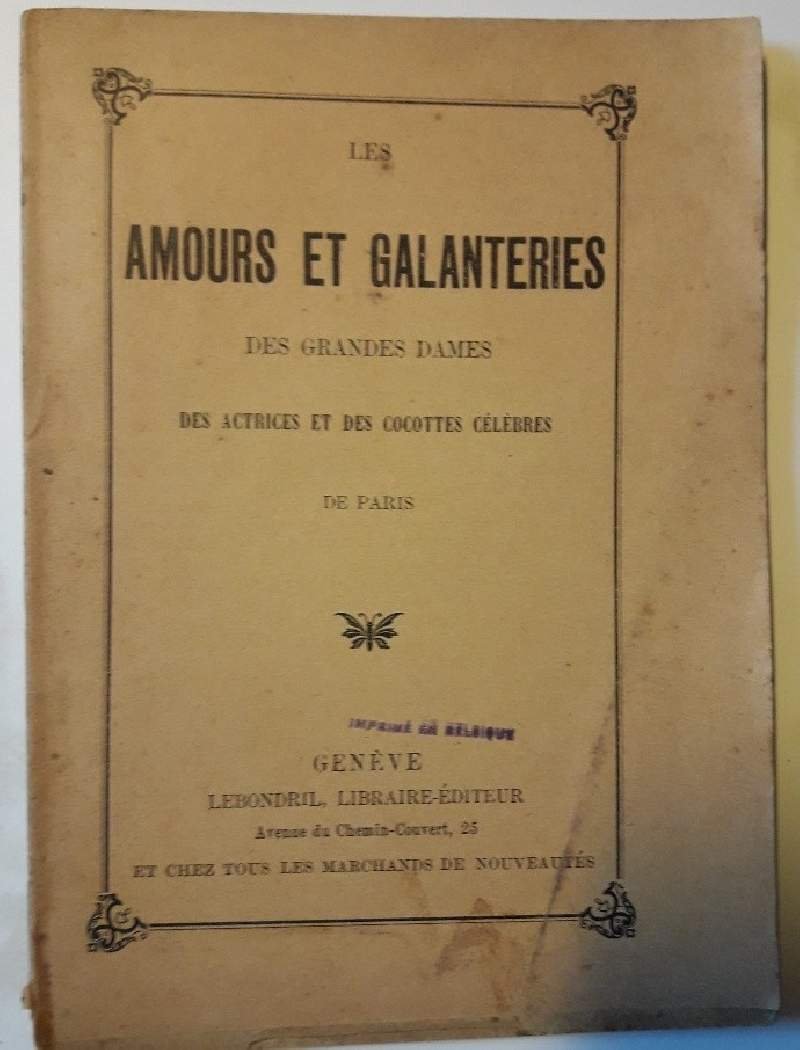 LES
AMOURS ET GALANTERIES
DES GRANDES DAMES
DES ACTRICES ET DES COCOTTES CÉLÈBRES
DE PARIS
IMPRIMÉ EN BELGIQUE
GENÈVE
LEBONDRIL, LIBRAIRE-ÉDITEUR
Avenue du Chemin-Couvert, 25
ET CHEZ TOUS LES MARCHANDS DE NOUVEAUTÉS